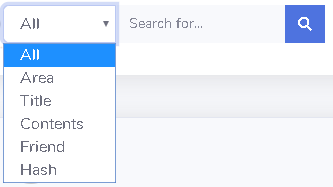 All Search for...
All
Area
Title
Contents
Friend
Hash